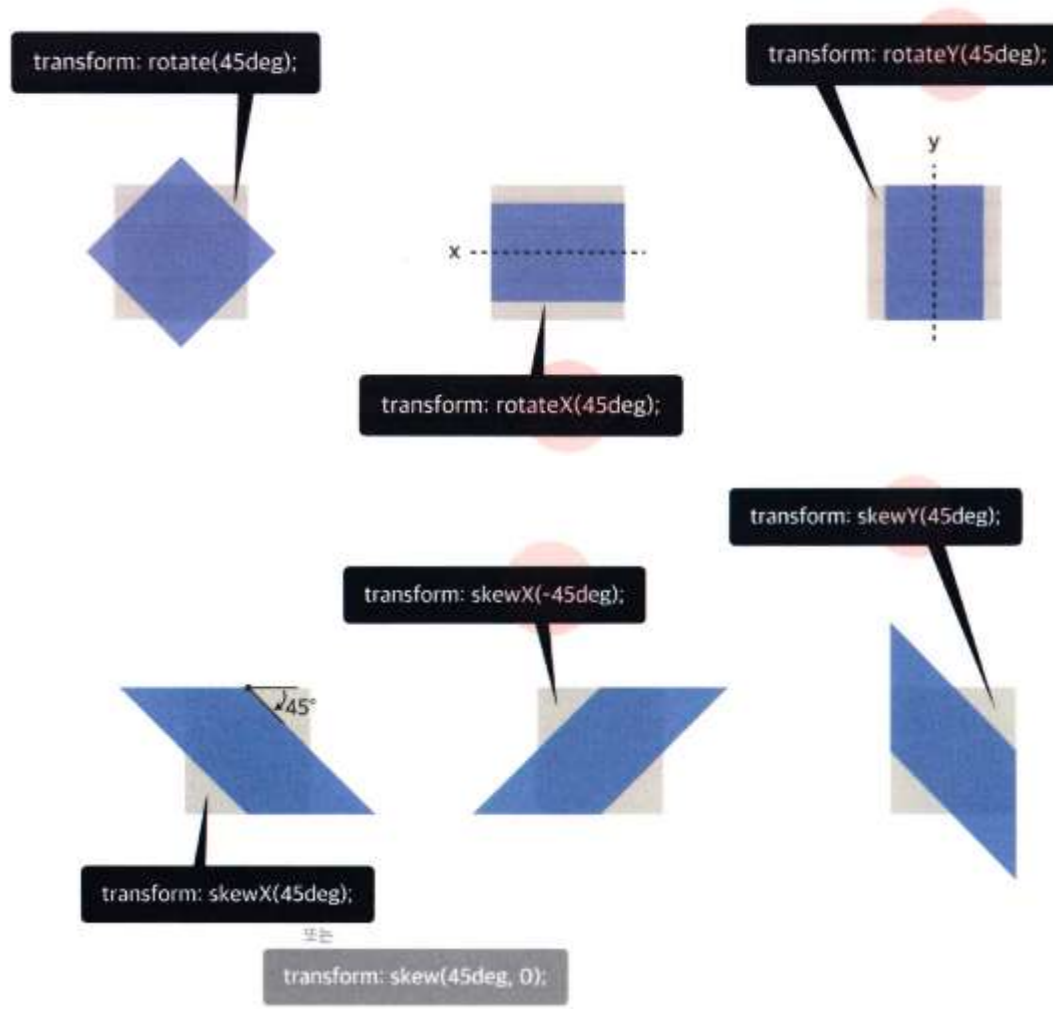 transform: rotate(45deg);
transform: rotateY(45deg);
y
x
transform: rotateX(45deg);
transform: skewY(45deg);
transform: skewX(-45deg);
45°
transform: skewX(45deg);
또는
transform: skew(45deg, 0);